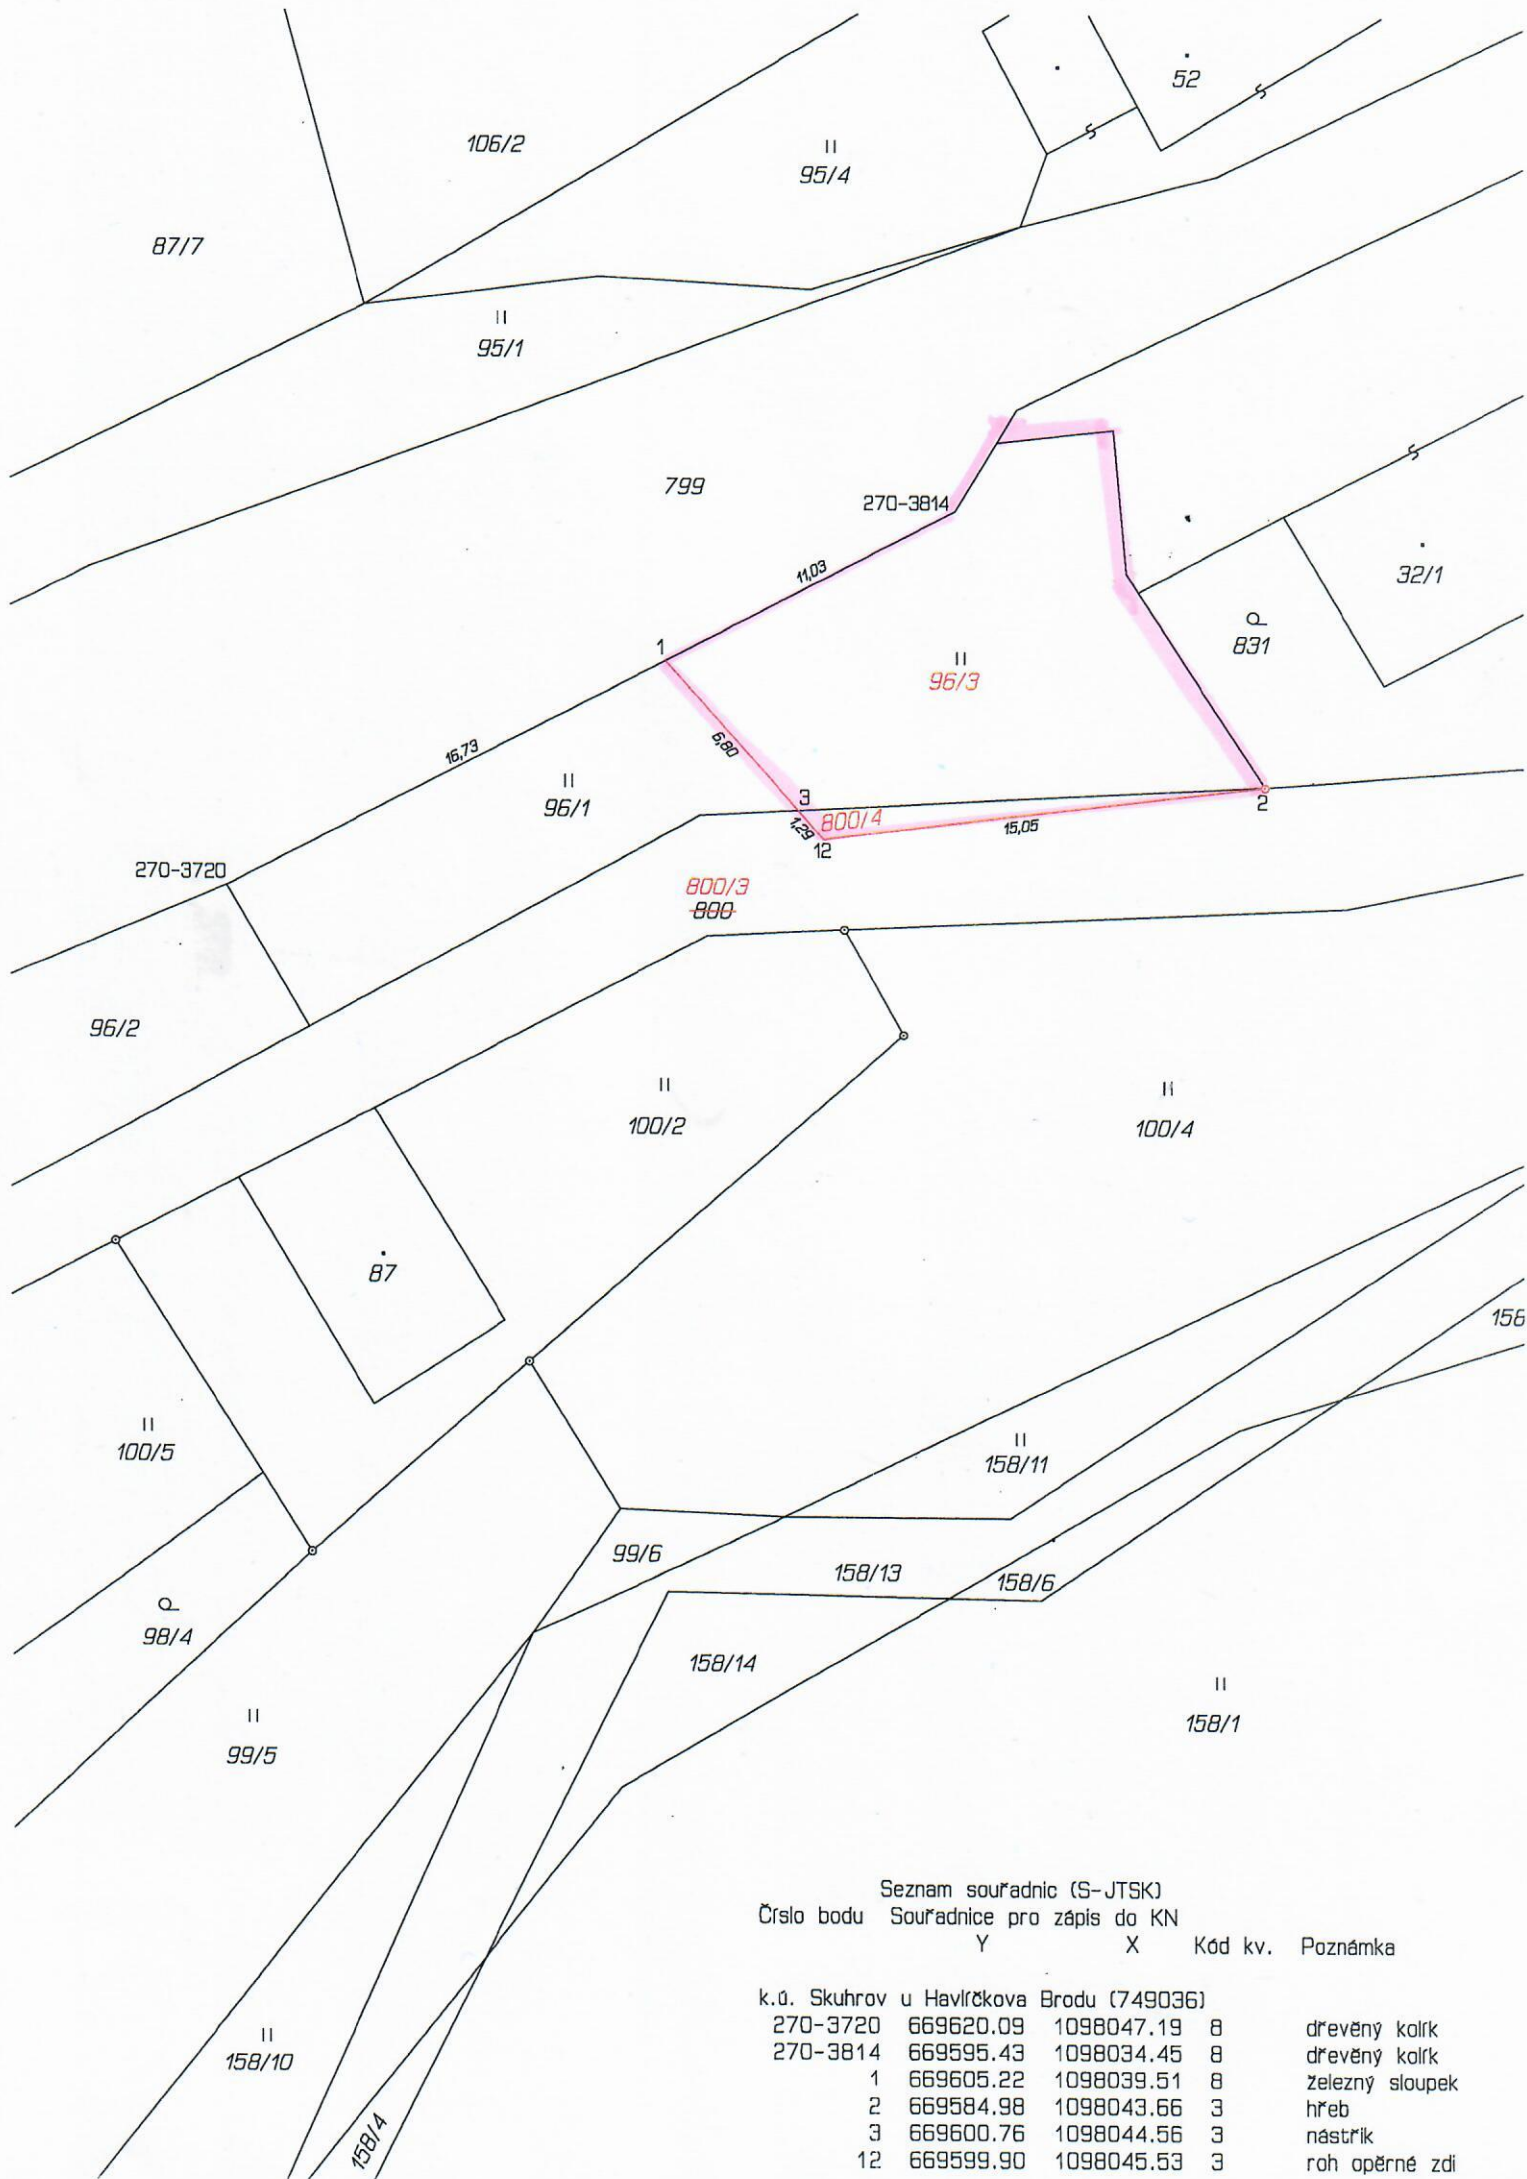 52
106/2
II
95/4
87/7
II
95/1
799
270-3814
32/1
11,03
831
1
II
96/3
16,73
6,80
II
96/1
3
800/4
2
1,29
15,05
12
270-3720
800/3
800
96/2
II
100/2
II
100/4
87
158
II
100/5
II
158/11
99/6
158/13
158/6
98/4
158/14
II
158/1
II
99/5
II
158/10
158/4
Seznam souřadnic (S-JTSK)
Číslo bodu Souřadnice pro zápis do KN
Y X Kód kv. Poznámka
k.ú. Skuhrov u Havlíčkova Brodu (749036)
270-3720 669620.09 1098047.19 8 dřevěný kolík
270-3814 669595.43 1098034.45 8 dřevěný kolík
1 669605.22 1098039.51 8 železný sloupek
2 669584.98 1098043.66 3 hřeb
3 669600.76 1098044.56 3 nástřik
12 669599.90 1098045.53 3 roh opěrné zdi